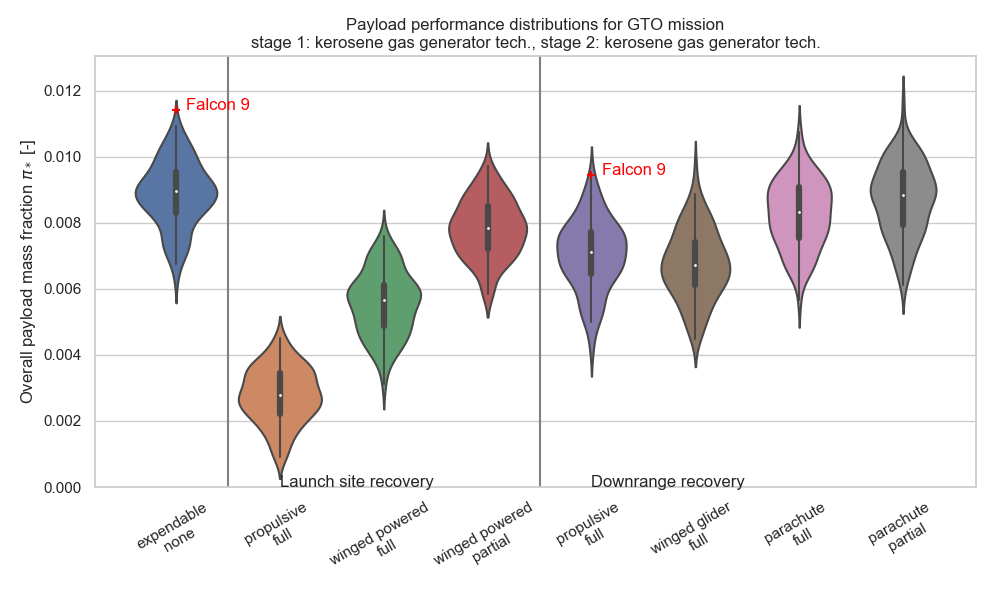 Payload performance distributions for GTO mission
stage 1: kerosene gas generator tech., stage 2: kerosene gas generator tech.
Overall payload mass fraction π* [-]
0.012
0.010
0.008
0.006
0.004
0.002
0.000
Falcon 9
Falcon 9
Launch site recovery
Downrange recovery
expendable
none
propulsive
full
winged powered
full
winged powered
partial
propulsive
full
winged glider
full
parachute
full
parachute
partial